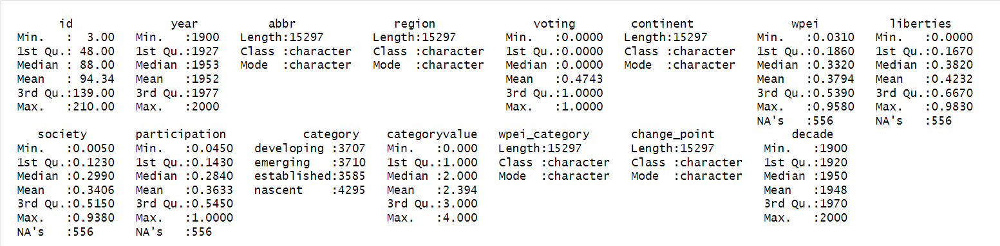 id year abbr region voting continent wpei liberties
Min. : 3.00 Min. :1900 Length:15297 Length:15297 Min. :0.0000 Length:15297 Min. :0.0310 Min. :0.0000
1st Qu.: 48.00 1st Qu.:1927 Class :character Class :character 1st Qu.:0.0000 Class :character 1st Qu.:0.1860 1st Qu.:0.1670
Median : 88.00 Median :1953 Mode :character Mode :character Median :0.0000 Mode :character Median :0.3320 Median :0.3820
Mean : 94.34 Mean :1952 Mean :0.4743 Mean :0.3794 Mean :0.4232
3rd Qu.:139.00 3rd Qu.:1977 3rd Qu.:1.0000 3rd Qu.:0.5390 3rd Qu.:0.6670
Max. :210.00 Max. :2000 Max. :1.0000 Max. :0.9580 Max. :0.9830
NA's :556 NA's :556
society participation category categoryvalue wpei_category change_point decade
Min. :0.0050 Min. :0.0450 developing :3707 Min. :0.000 Length:15297 Length:15297 Min. :1900
1st Qu.:0.1230 1st Qu.:0.1430 emerging :3710 1st Qu.:1.000 Class :character Class :character 1st Qu.:1920
Median :0.2990 Median :0.2840 established:3585 Median :2.000 Mode :character Mode :character Median :1950
Mean :0.3406 Mean :0.3633 nascent :4295 Mean :2.394 Mean :1948
3rd Qu.:0.5150 3rd Qu.:0.5450 3rd Qu.:3.000 3rd Qu.:1970
Max. :0.9380 Max. :1.0000 Max. :4.000 Max. :2000
NA's :556 NA's :556